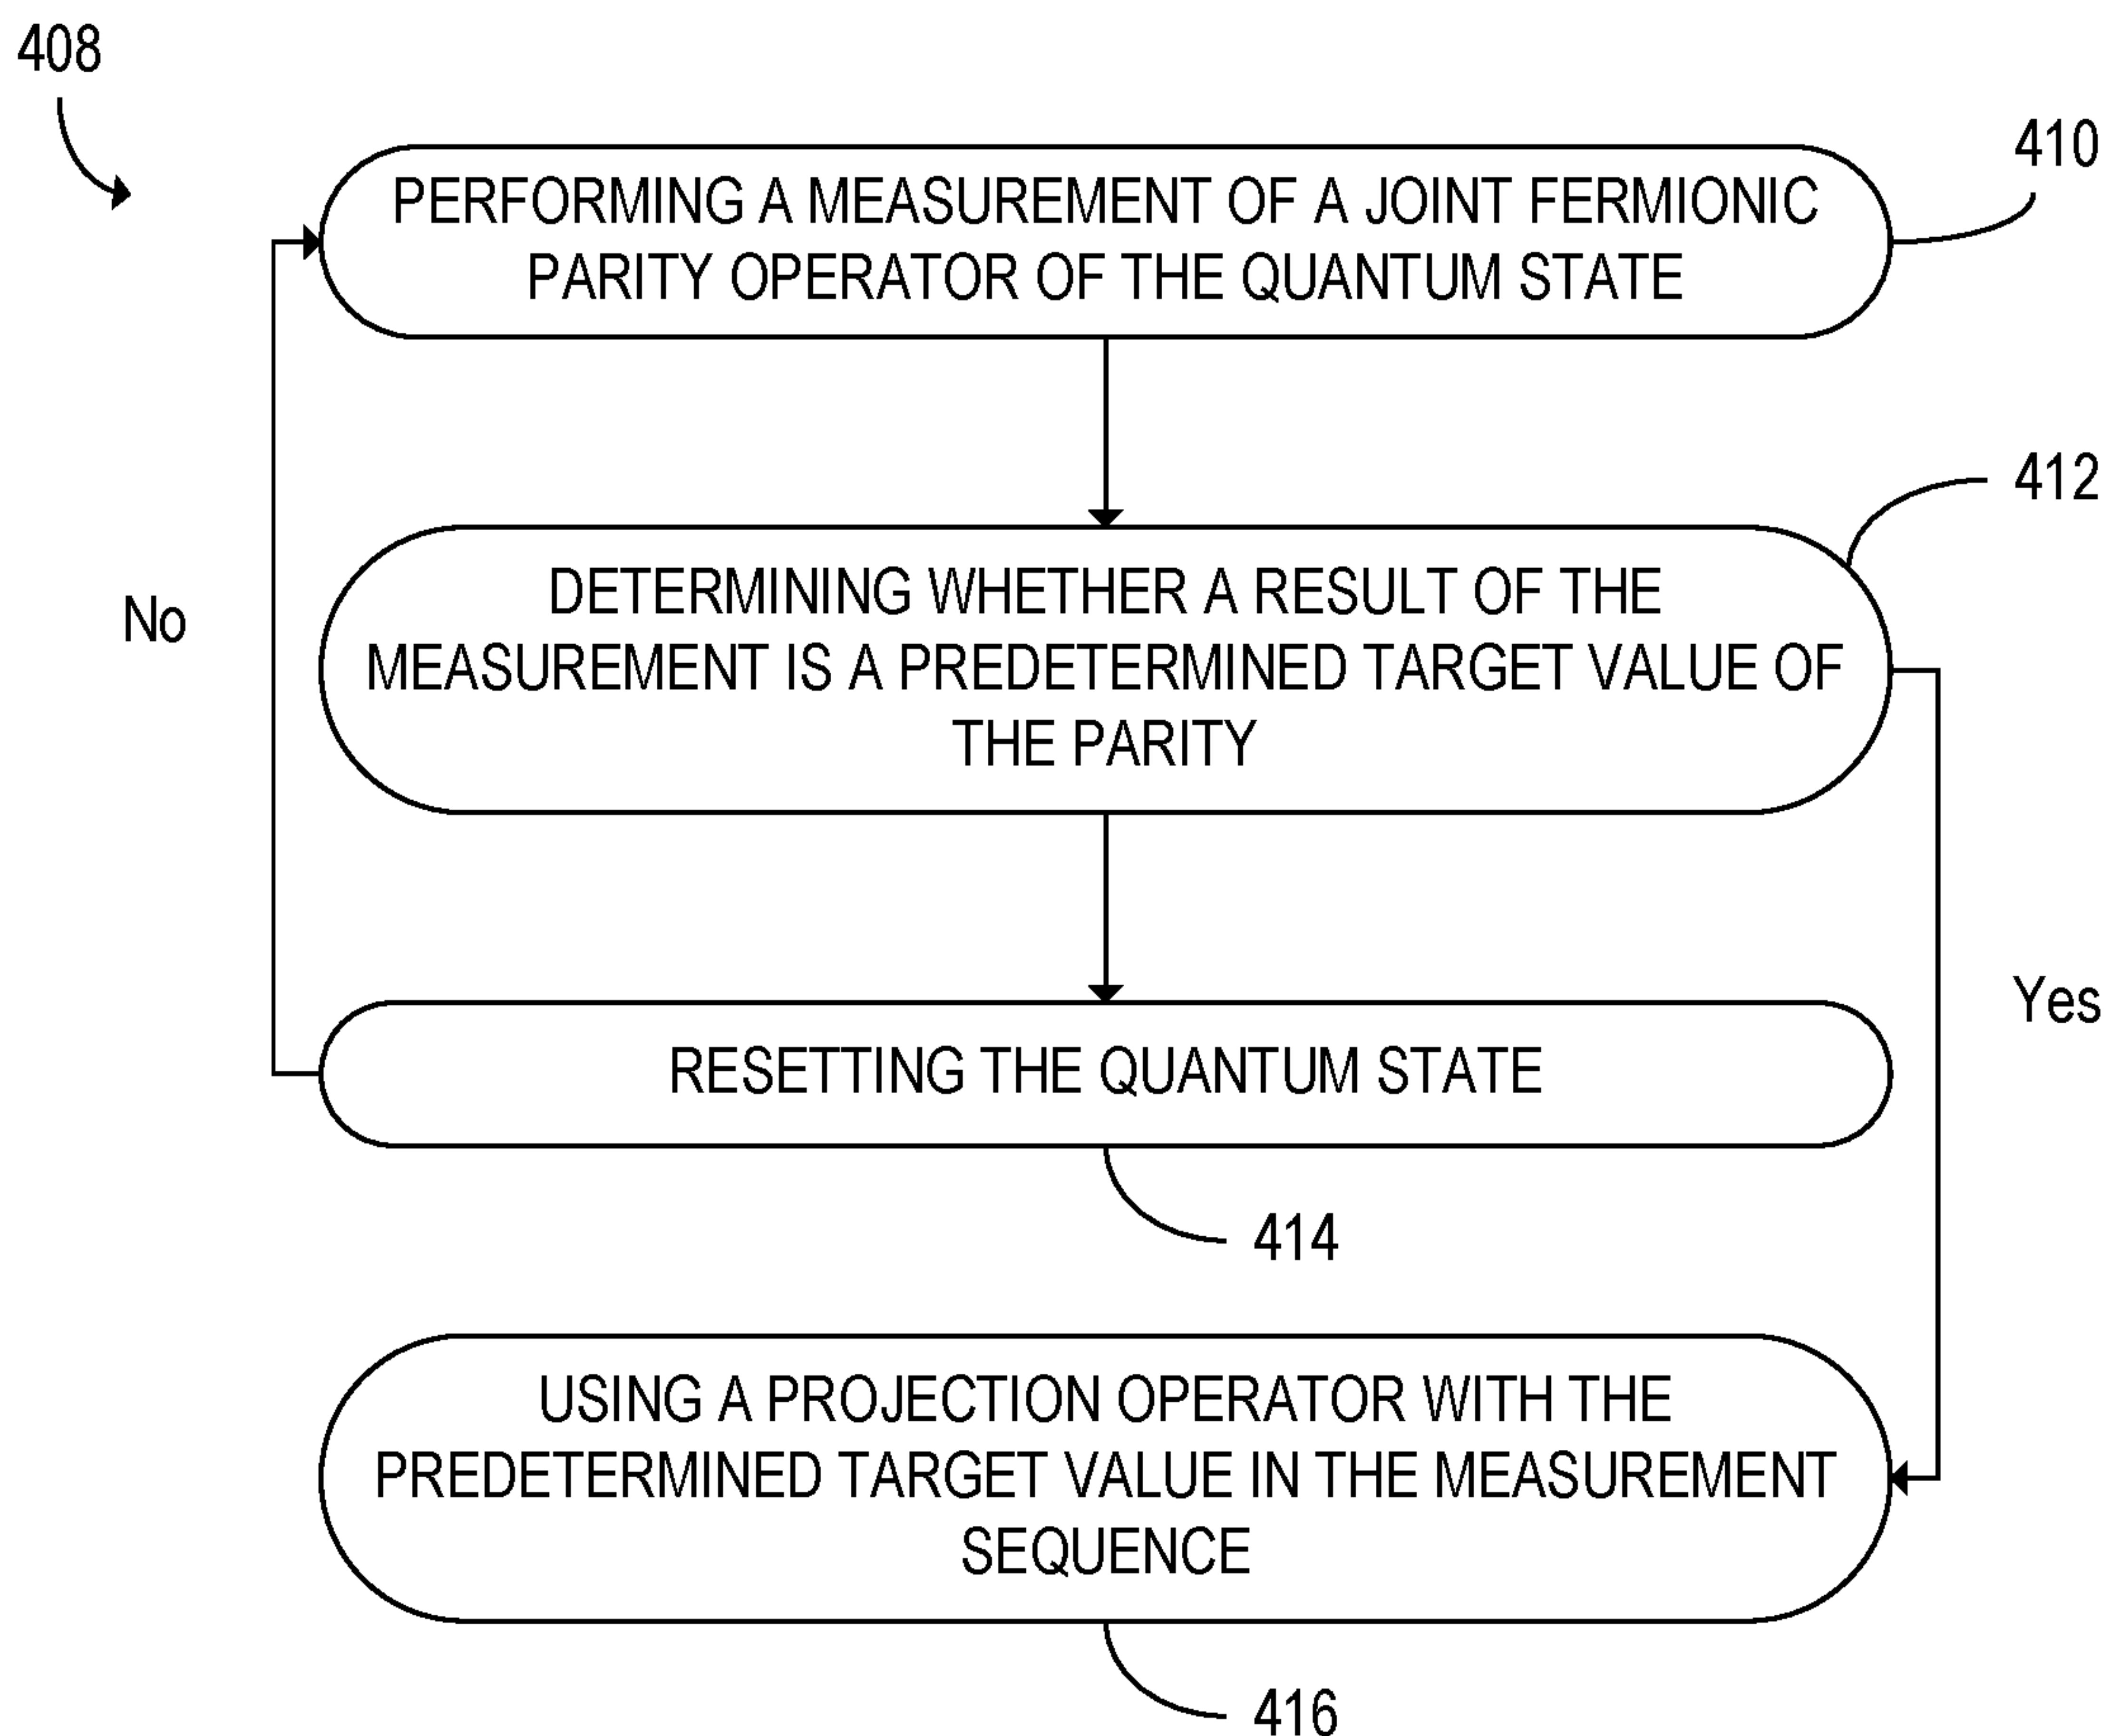 408
410
PERFORMING A MEASUREMENT OF A JOINT FERMIONIC
PARITY OPERATOR OF THE QUANTUM STATE
412
DETERMINING WHETHER A RESULT OF THE
MEASUREMENT IS A PREDETERMINED TARGET VALUE OF
THE PARITY
No
Yes
RESETTING THE QUANTUM STATE
414
USING A PROJECTION OPERATOR WITH THE
PREDETERMINED TARGET VALUE IN THE MEASUREMENT
SEQUENCE
416